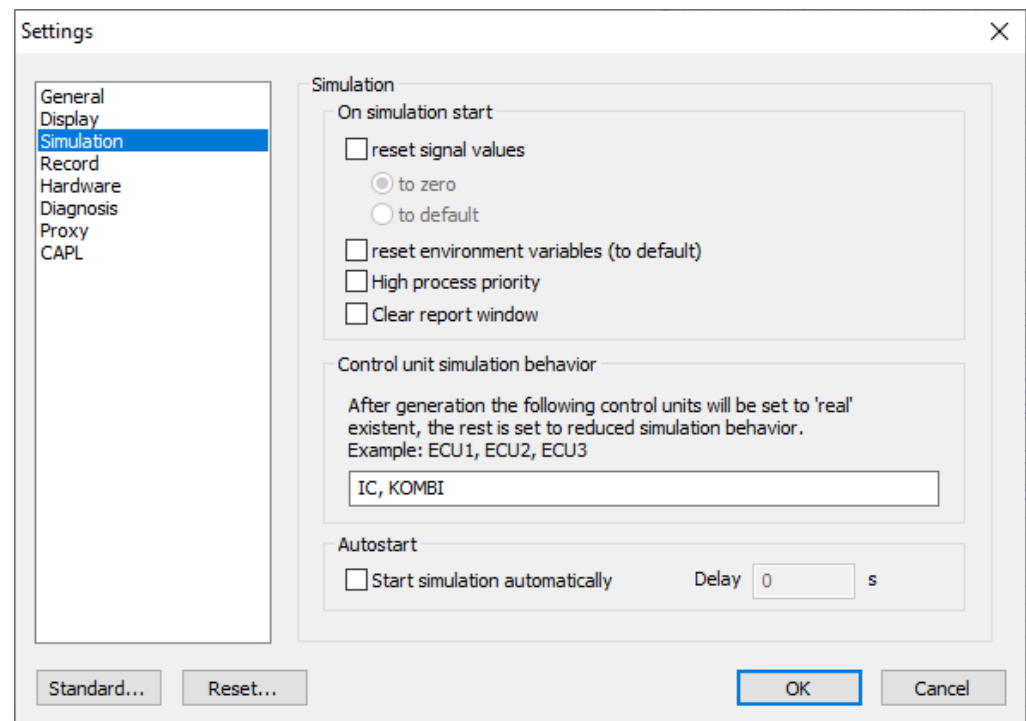 Settings
General
Display
Simulation
Record
Hardware
Diagnosis
Proxy
CAPL
Simulation
On simulation start
reset signal values
to zero
to default
reset environment variables (to default)
High process priority
Clear report window
Control unit simulation behavior
After generation the following control units will be set to 'real'
existent, the rest is set to reduced simulation behavior.
Example: ECU1, ECU2, ECU3
IC, KOMBI
Autostart
Start simulation automatically Delay 0 s
Standard... Reset... OK Cancel